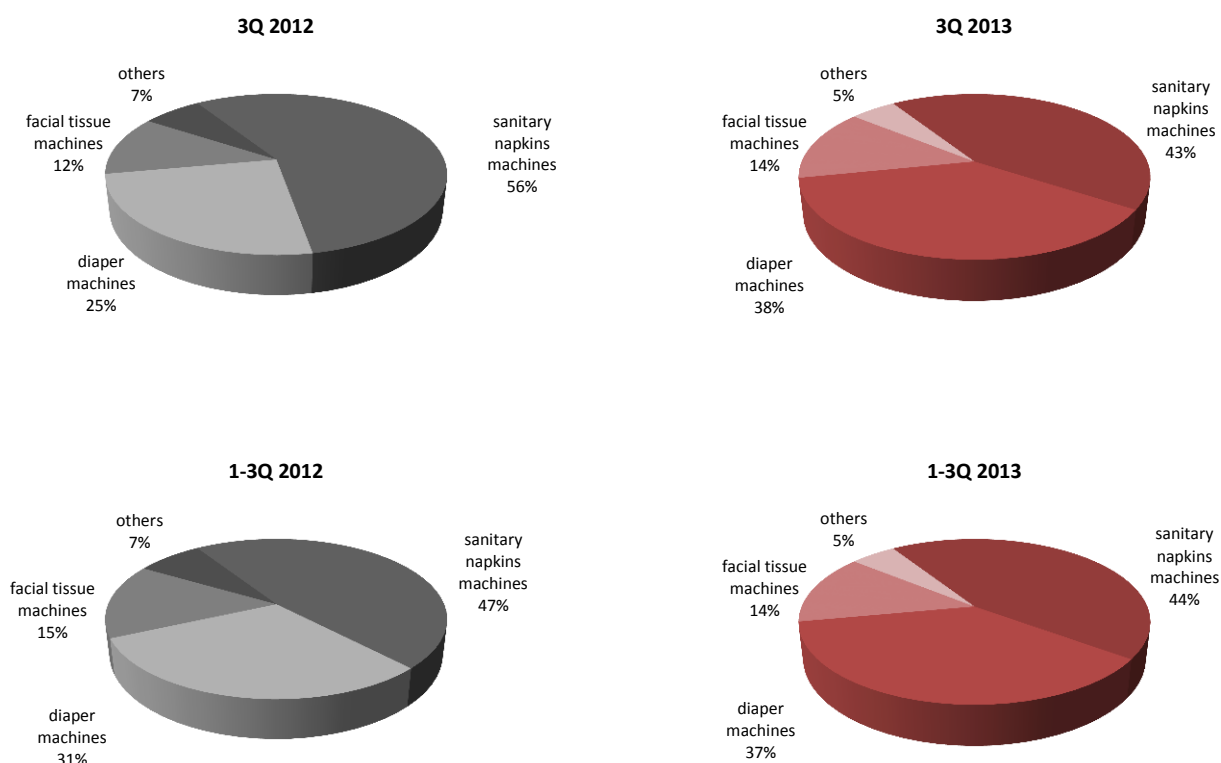 3Q 2012
others
7%
facial tissue
machines
12%
sanitary
napkins
machines
56%
diaper
machines
25%
3Q 2013
others
5%
facial tissue
machines
14%
sanitary
napkins
machines
43%
diaper
machines
38%
1-3Q 2012
others
7%
facial tissue
machines
15%
sanitary
napkins
machines
47%
diaper
machines
31%
1-3Q 2013
others
5%
facial tissue
machines
14%
sanitary
napkins
machines
44%
diaper
machines
37%